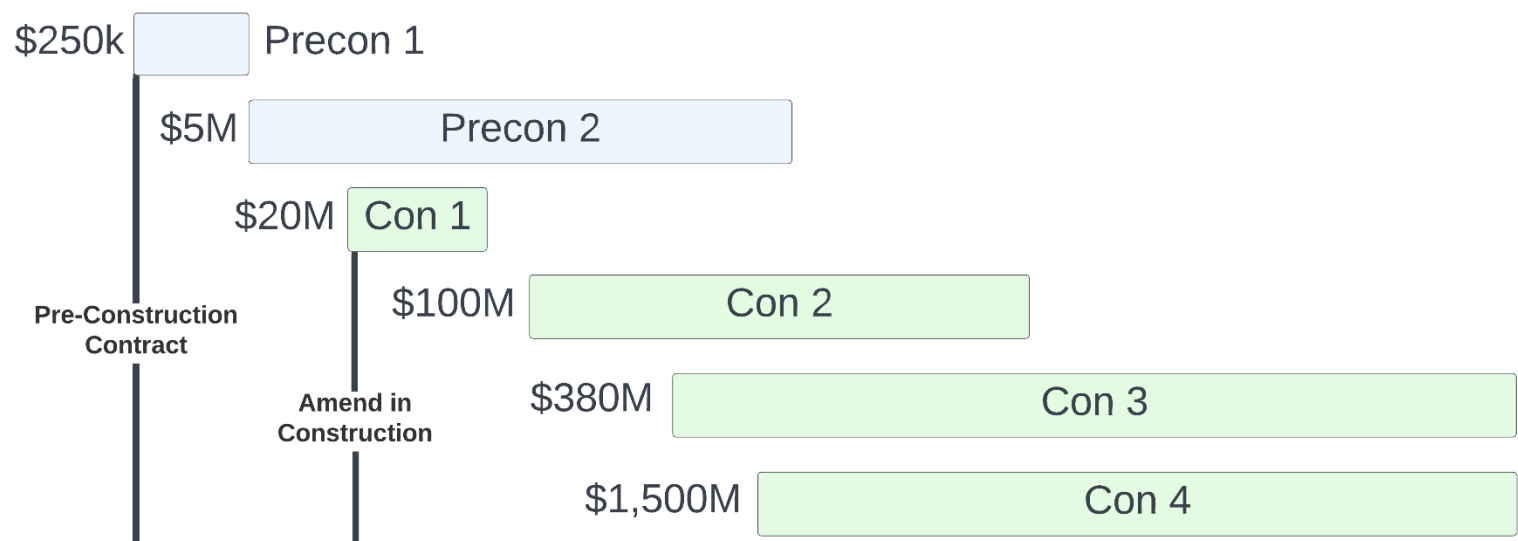 $250k Precon 1
$5M Precon 2
$20M Con 1
$100M Con 2
Pre-Construction
Contract
$380M Con 3
Amend in
Construction
$1,500M Con 4